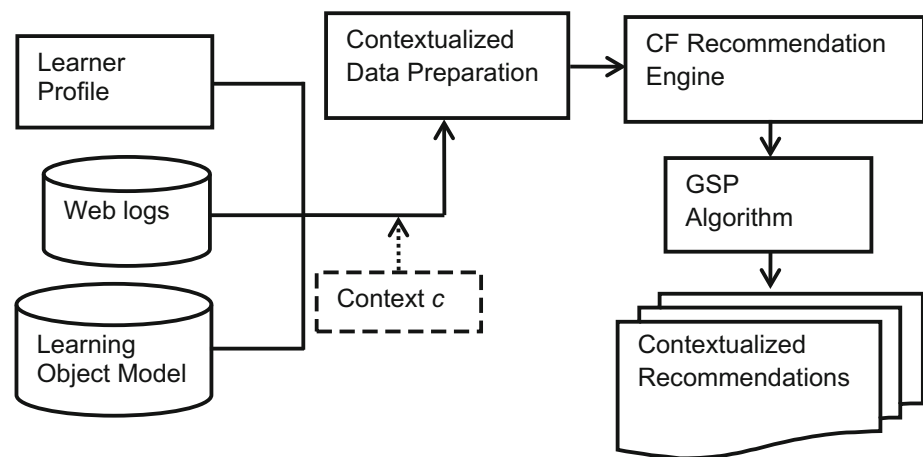 Learner
Profile
Web logs
Learning
Object Model
Context c
Contextualized
Data Preparation
CF Recommendation
Engine
GSP
Algorithm
Contextualized
Recommendations